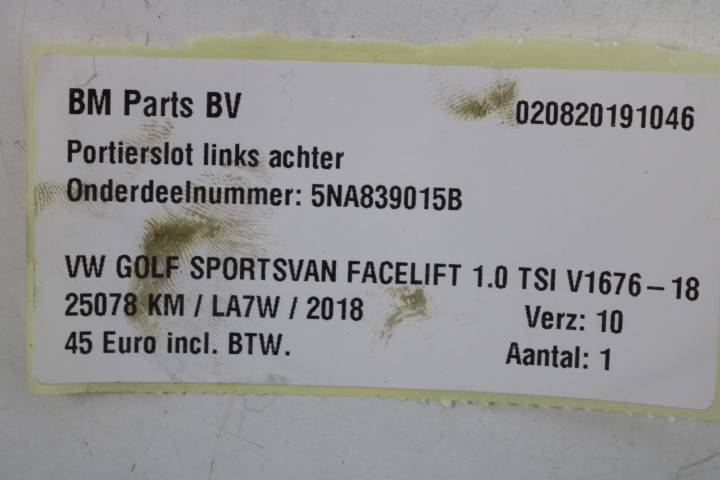 BM Parts BV
020820191046
Portierslot links achter
Onderdeelnummer: 5NA839015B
VW GOLF SPORTSVAN FACELIFT 1.0 TSI V1676-18
25078 KM / LA7W / 2018
Verz: 10
45 Euro incl. BTW.
Aantal: 1